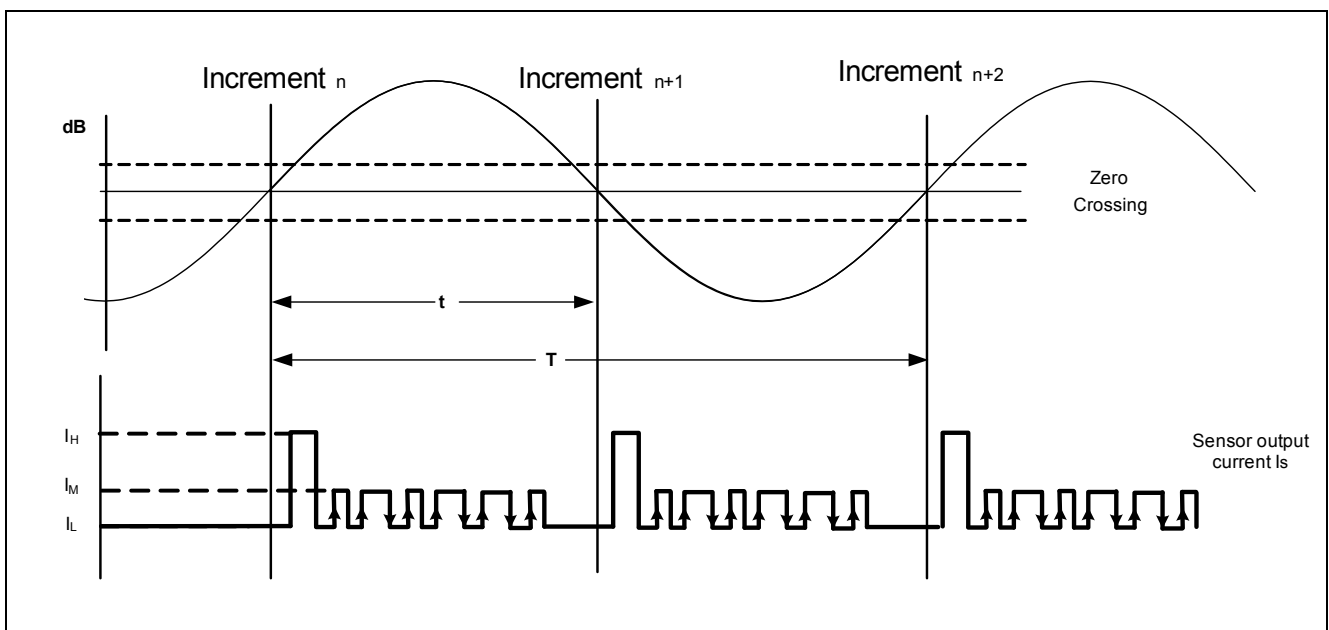 Increment n
Increment n+1
Increment n+2
dB
Zero
Crossing
t
T
IH
IM
IL
Sensor output
current Is